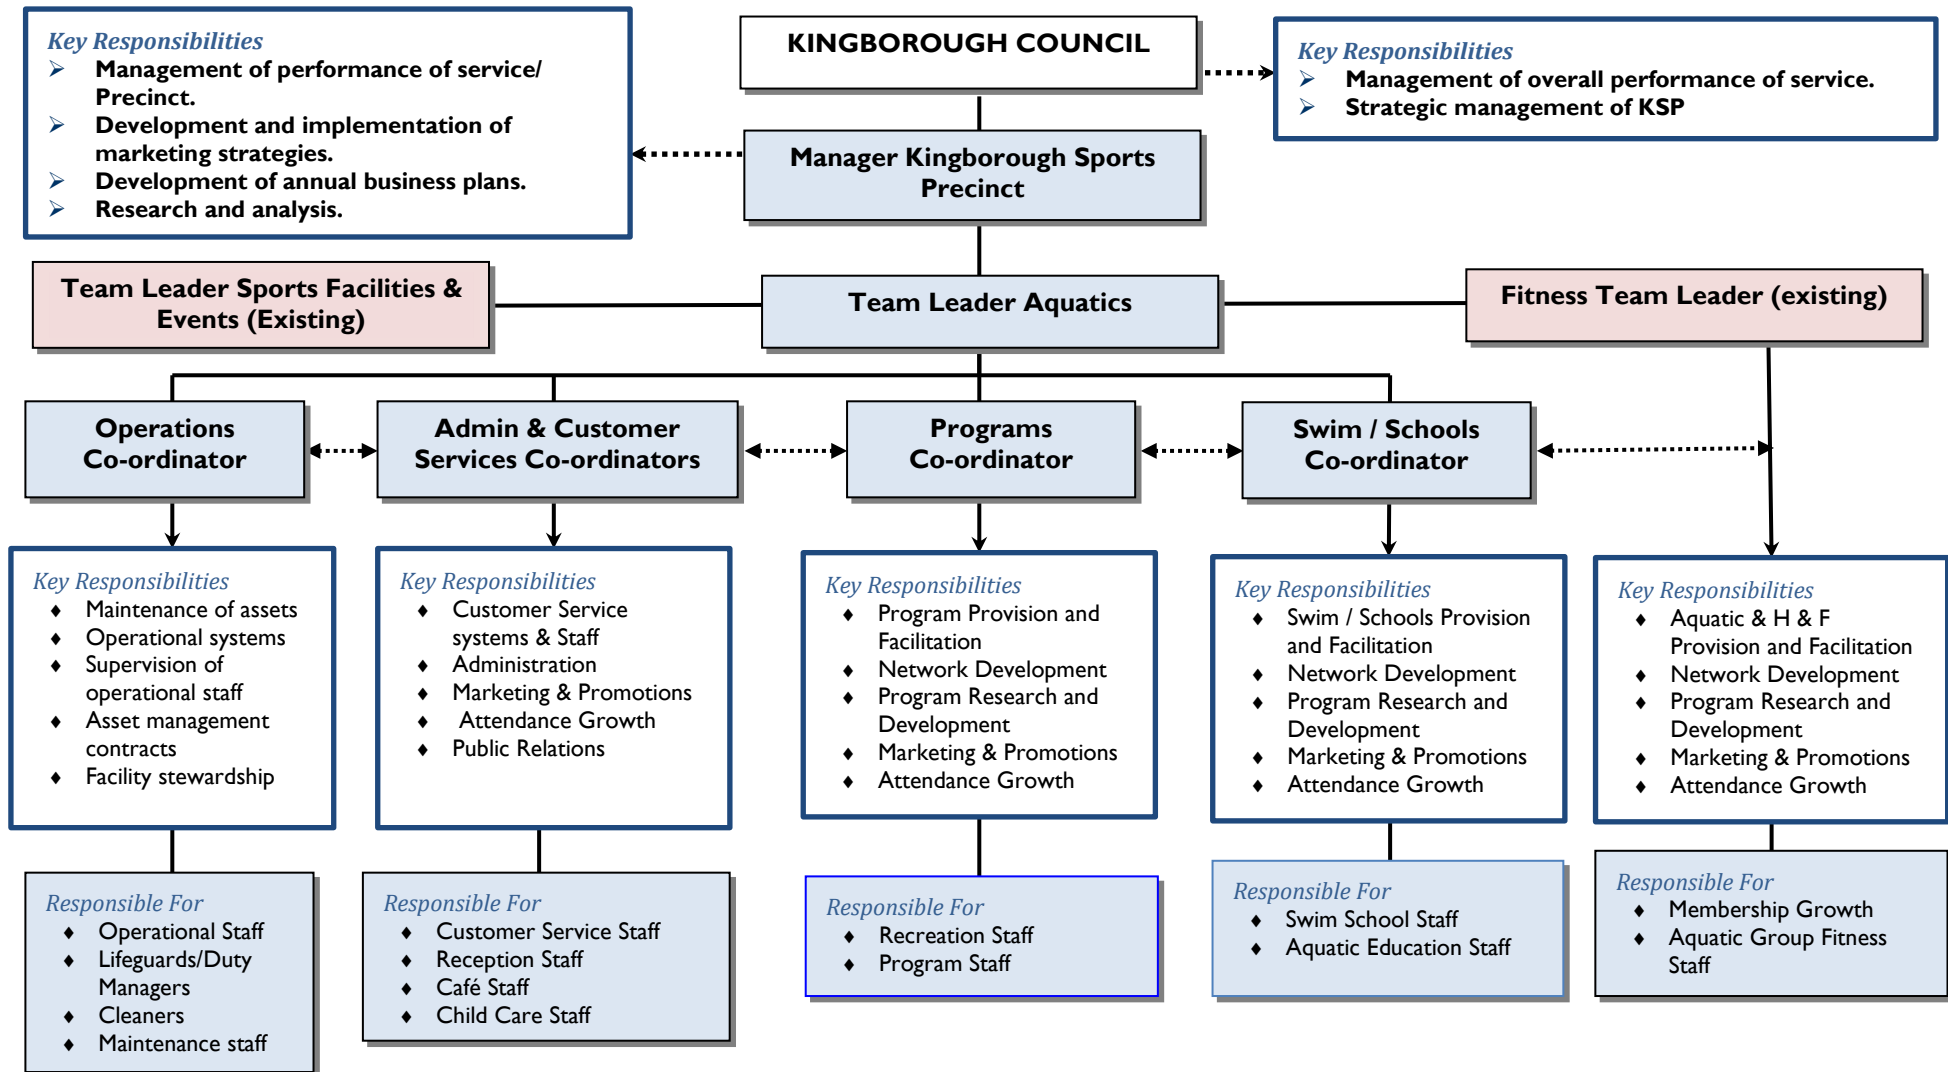 Key Responsibilities
➢ Management of performance of service/
Precinct.
➢ Development and implementation of
marketing strategies.
➢ Development of annual business plans.
➢ Research and analysis.
KINGBOROUGH COUNCIL
Key Responsibilities
➢ Management of overall performance of service.
➢ Strategic management of KSP
Manager Kingborough Sports
Precinct
Team Leader Sports Facilities &
Events (Existing)
Team Leader Aquatics
Fitness Team Leader (existing)
Operations
Co-ordinator
Admin & Customer
Services Co-ordinators
Programs
Co-ordinator
Swim / Schools
Co-ordinator
Key Responsibilities
♦ Maintenance of assets
♦ Operational systems
♦ Supervision of
operational staff
♦ Asset management
contracts
♦ Facility stewardship
Key Responsibilities
♦ Customer Service
systems & Staff
♦ Administration
♦ Marketing & Promotions
♦ Attendance Growth
♦ Public Relations
Key Responsibilities
♦ Program Provision and
Facilitation
♦ Network Development
♦ Program Research and
Development
♦ Marketing & Promotions
♦ Attendance Growth
Key Responsibilities
♦ Swim / Schools Provision
and Facilitation
♦ Network Development
♦ Program Research and
Development
♦ Marketing & Promotions
♦ Attendance Growth
Key Responsibilities
♦ Aquatic & H & F
Provision and Facilitation
♦ Network Development
♦ Program Research and
Development
♦ Marketing & Promotions
♦ Attendance Growth
Responsible For
♦ Operational Staff
♦ Lifeguards/Duty
Managers
♦ Cleaners
♦ Maintenance staff
Responsible For
♦ Customer Service Staff
♦ Reception Staff
♦ Café Staff
♦ Child Care Staff
Responsible For
♦ Recreation Staff
♦ Program Staff
Responsible For
♦ Swim School Staff
♦ Aquatic Education Staff
Responsible For
♦ Membership Growth
♦ Aquatic Group Fitness
Staff